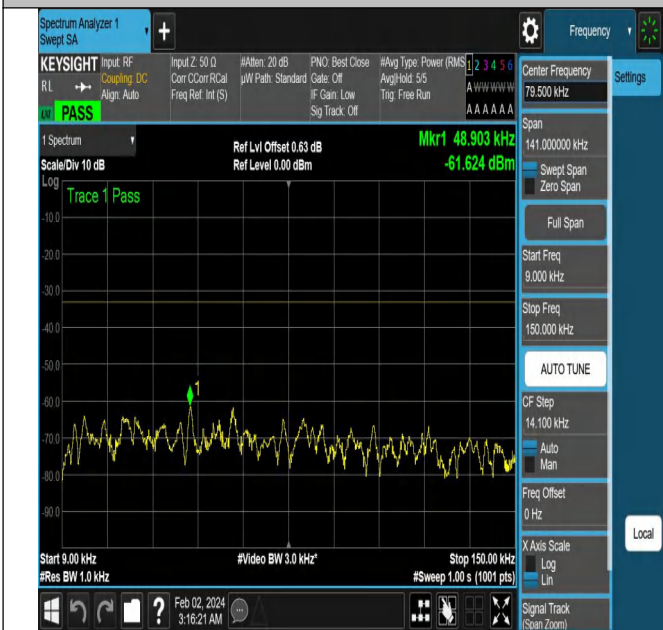 Spectrum Analyzer 1
Swept SA
Frequency
KEYSIGHT
RL
LXI
PASS
Input: RF
Coupling: DC
Align: Auto
Input Z: 50 Ω
Corr CCorr RCal
Freq Ref: Int (S)
#Atten: 20 dB
µW Path: Standard
PNO: Best Close
Gate: Off
IF Gain: Low
Sig Track: Off
#Avg Type: Power (RMS
Avg|Hold: 5/5
Trig: Free Run
1 2 3 4 5 6
A W W W W W
A A A A A A
1 Spectrum
Scale/Div 10 dB
Ref Lvl Offset 0.63 dB
Ref Level 0.00 dBm
Mkr1 48.903 kHz
-61.624 dBm
Log
Trace 1 Pass
-10.0
-20.0
-30.0
-40.0
-50.0
-60.0
-70.0
-80.0
-90.0
1
Start 9.00 kHz
#Res BW 1.0 kHz
#Video BW 3.0 kHz*
Stop 150.00 kHz
#Sweep 1.00 s (1001 pts)
?
Feb 02, 2024
3:16:21 AM
Center Frequency
79.500 kHz
Settings
Span
141.000000 kHz
Swept Span
Zero Span
Full Span
Start Freq
9.000 kHz
Stop Freq
150.000 kHz
AUTO TUNE
CF Step
14.100 kHz
Auto
Man
Freq Offset
0 Hz
X Axis Scale
Log
Lin
Local
Signal Track
(Span Zoom)